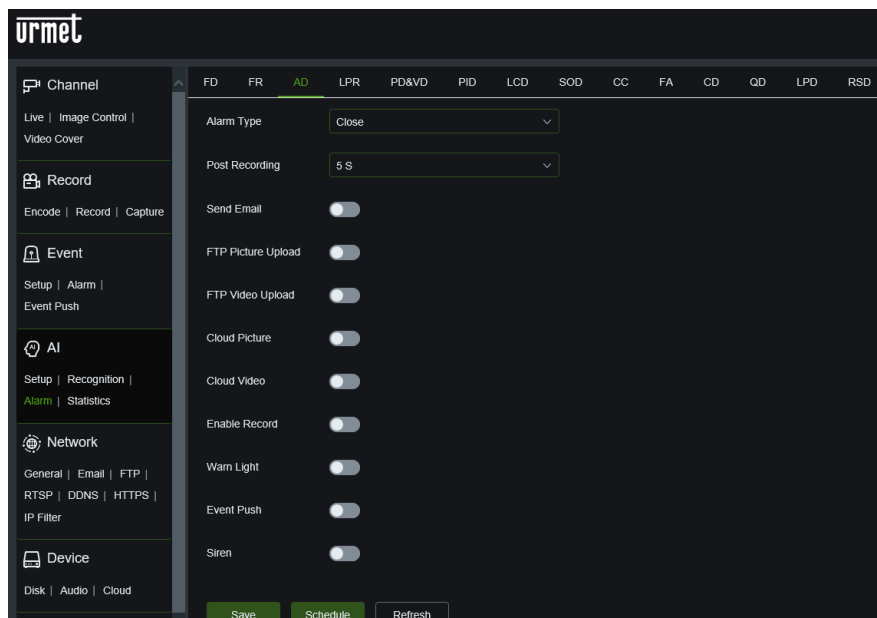 urmet
Channel
Live | Image Control |
Video Cover
Record
Encode | Record | Capture
Event
Setup | Alarm |
Event Push
AI
Setup | Recognition |
Alarm | Statistics
Network
General | Email | FTP |
RTSP | DDNS | HTTPS |
IP Filter
Device
Disk | Audio | Cloud
FD FR AD LPR PD&VD PID LCD SOD CC FA CD QD LPD RSD
Alarm Type Close
Post Recording 5 S
Send Email
FTP Picture Upload
FTP Video Upload
Cloud Picture
Cloud Video
Enable Record
Warn Light
Event Push
Siren
Save Schedule Refresh